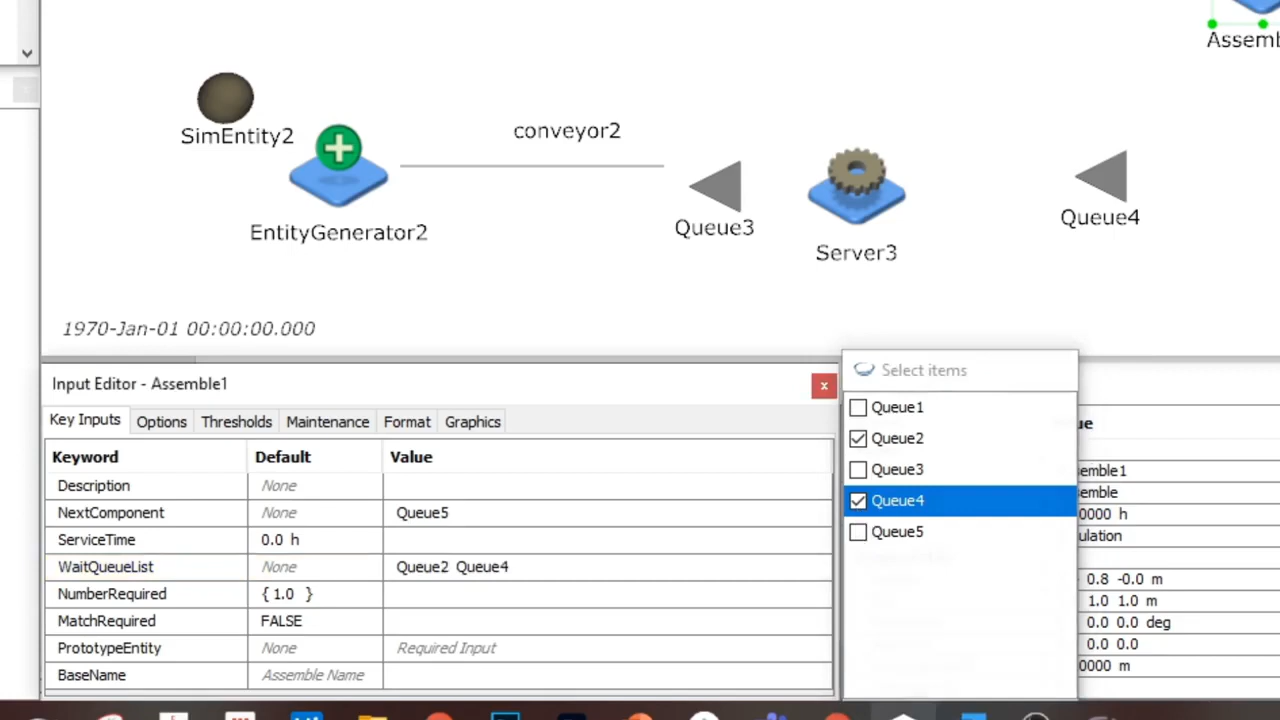 Assemb
SimEntity2
conveyor2
EntityGenerator2
Queue3
Server3
Queue4
1970-Jan-01 00:00:00.000
Input Editor - Assemble1
x
Key Inputs Options Thresholds Maintenance Format Graphics
Keyword Default Value
Description None
NextComponent None Queue5
ServiceTime 0.0 h
WaitQueueList None Queue2 Queue4
NumberRequired { 1.0 }
MatchRequired FALSE
PrototypeEntity None Required Input
BaseName Assemble Name
Select items
Queue1
Queue2
Queue3
Queue4
Queue5
ue
emble1
emble
0000 h
ulation
0.8 -0.0 m
1.0 1.0 m
0.0 0.0 deg
0.0 0.0
0000 m